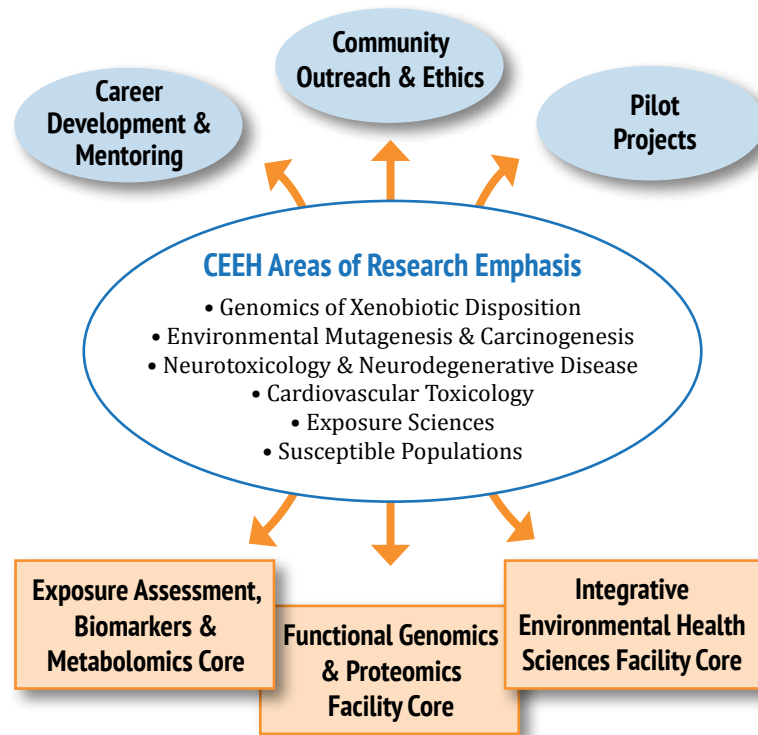 Community
Outreach & Ethics
Career
Development &
Mentoring
Pilot
Projects
CEEH Areas of Research Emphasis
• Genomics of Xenobiotic Disposition
• Environmental Mutagenesis & Carcinogenesis
• Neurotoxicology & Neurodegenerative Disease
• Cardiovascular Toxicology
• Exposure Sciences
• Susceptible Populations
Exposure Assessment,
Biomarkers &
Metabolomics Core
Functional Genomics
& Proteomics
Facility Core
Integrative
Environmental Health
Sciences Facility Core